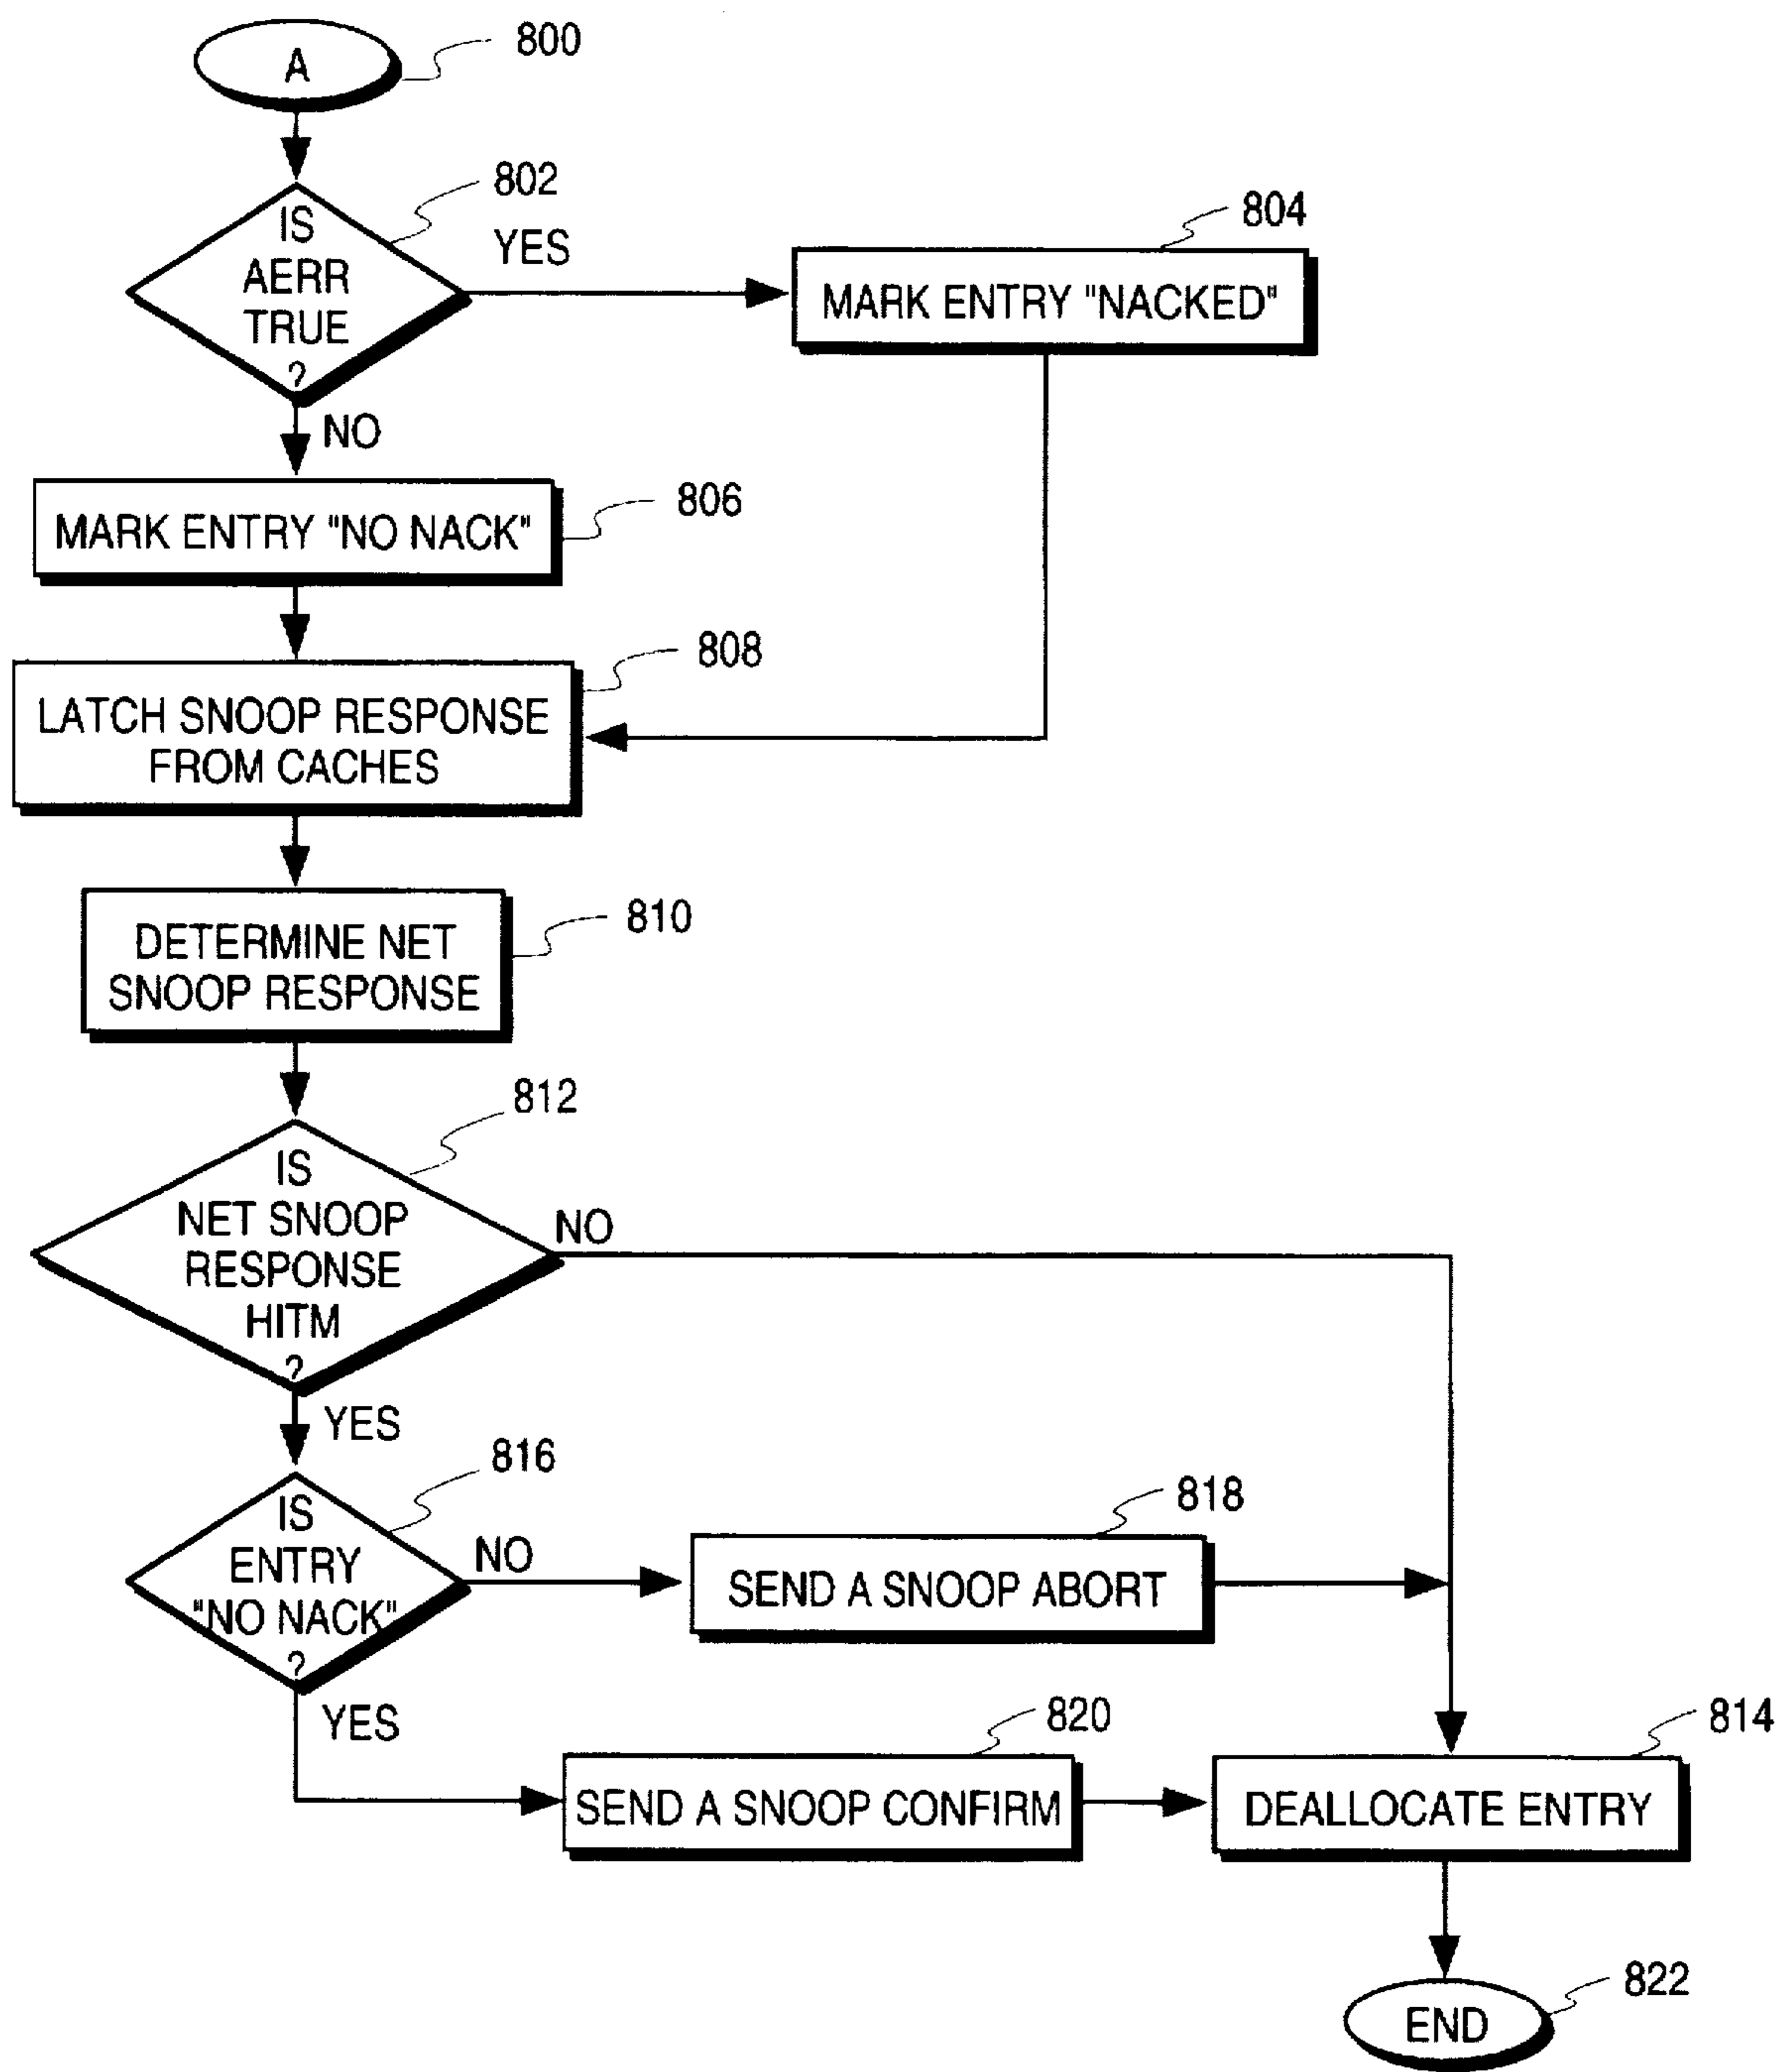 A
800
802
IS
AERR
TRUE
?
YES
804
MARK ENTRY "NACKED"
NO
MARK ENTRY "NO NACK"
806
808
LATCH SNOOP RESPONSE
FROM CACHES
810
DETERMINE NET
SNOOP RESPONSE
812
IS
NET SNOOP
RESPONSE
HITM
?
NO
YES
816
IS
ENTRY
"NO NACK"
?
NO
818
SEND A SNOOP ABORT
YES
820
SEND A SNOOP CONFIRM
814
DEALLOCATE ENTRY
822
END